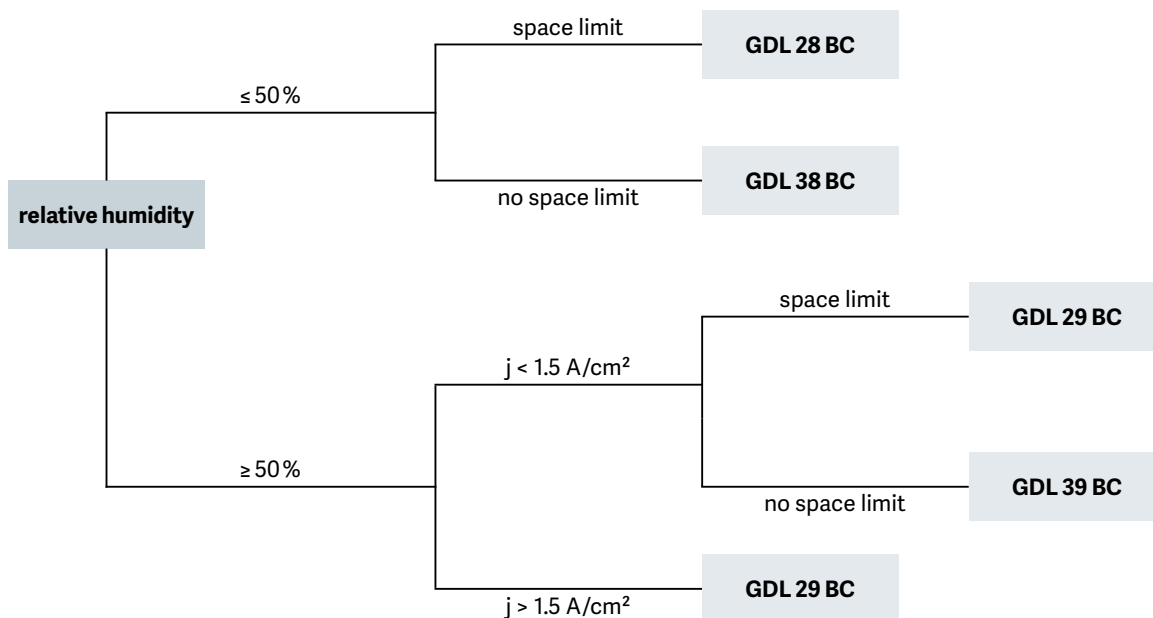 space limit
GDL 28 BC
≤ 50 %
GDL 38 BC
no space limit
relative humidity
space limit
GDL 29 BC
j < 1.5 A/cm²
≥ 50 %
GDL 39 BC
no space limit
GDL 29 BC
j > 1.5 A/cm²